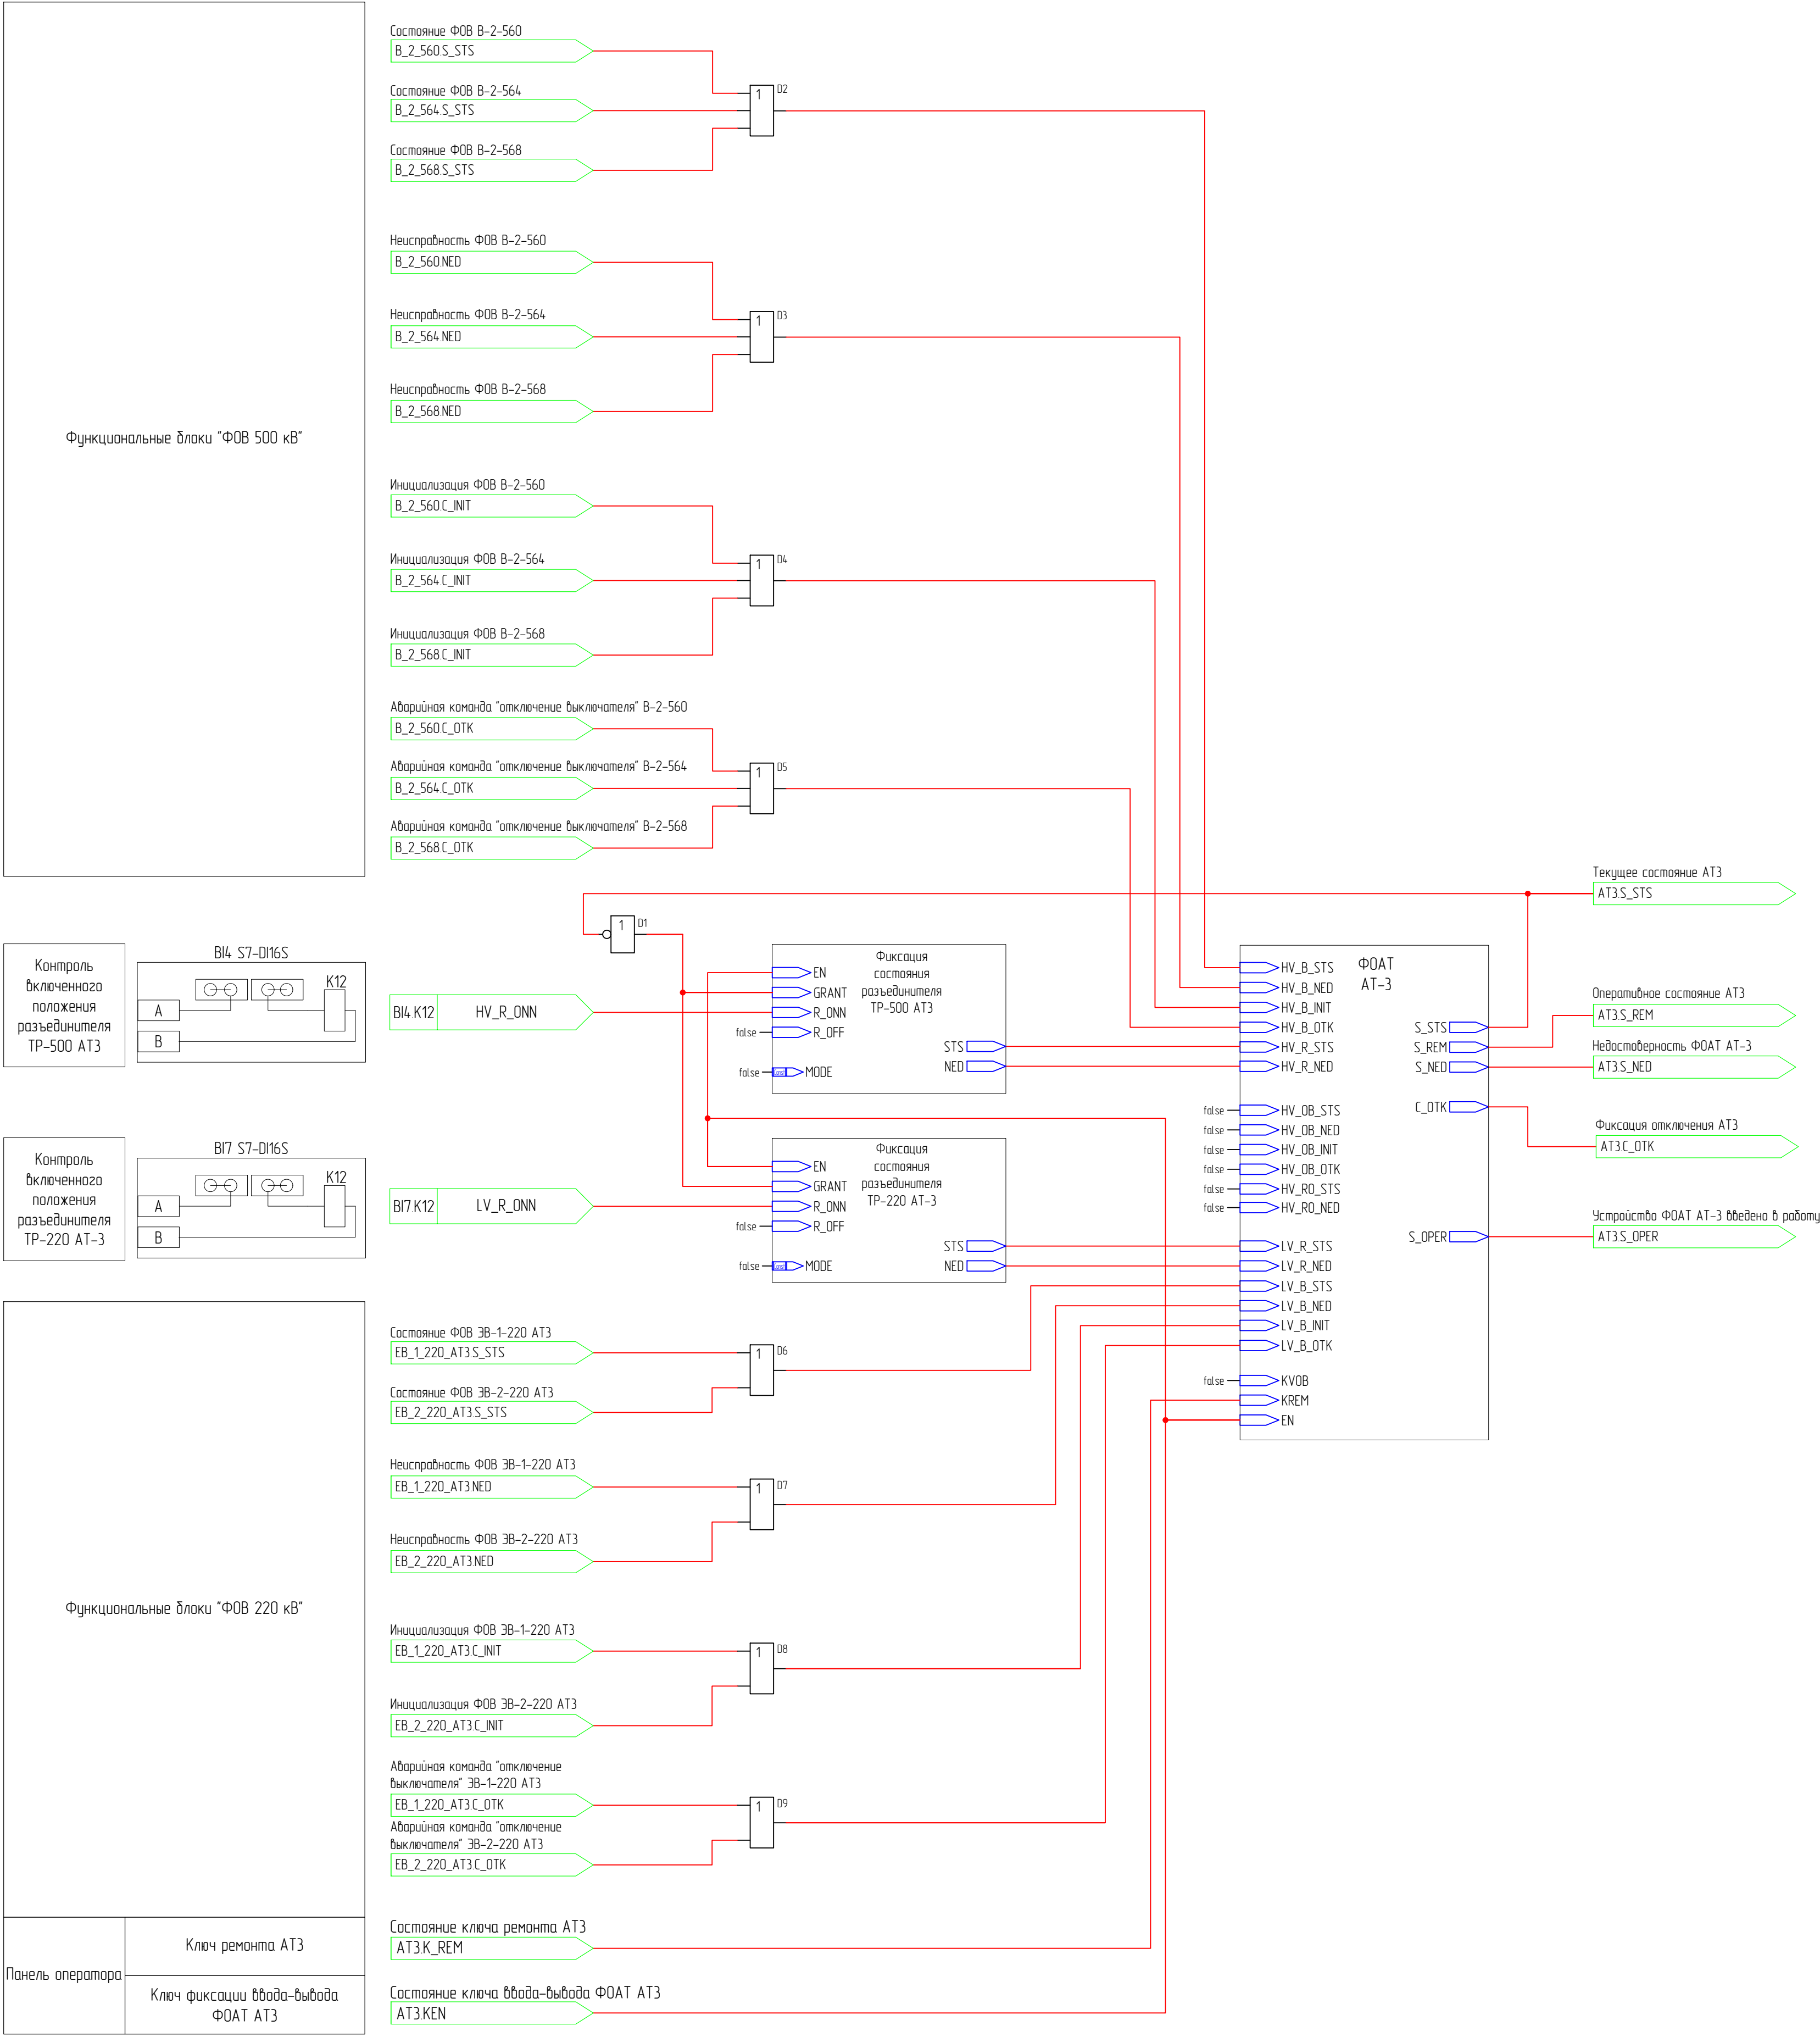 Функциональные блоки "ФОВ 500 кВ"
Состояние ФОВ В-2-560
B_2_560.S_STS
Состояние ФОВ В-2-564
B_2_564.S_STS
Состояние ФОВ В-2-568
B_2_568.S_STS
1
D2
Неисправность ФОВ В-2-560
B_2_560.NED
Неисправность ФОВ В-2-564
B_2_564.NED
Неисправность ФОВ В-2-568
B_2_568.NED
1
D3
Инициализация ФОВ В-2-560
B_2_560.C_INIT
Инициализация ФОВ В-2-564
B_2_564.C_INIT
Инициализация ФОВ В-2-568
B_2_568.C_INIT
1
D4
Аварийная команда "отключение выключателя" В-2-560
B_2_560.C_OTK
Аварийная команда "отключение выключателя" В-2-564
B_2_564.C_OTK
Аварийная команда "отключение выключателя" В-2-568
B_2_568.C_OTK
1
D5
1
D1
Контроль
включенного
положения
разъединителя
ТР-500 АТ3
BI4 S7-DI16S
K12
A
B
BI4.K12
HV_R_ONN
Фиксация
состояния
разъединителя
ТР-500 АТ3
EN
GRANT
R_ONN
false
R_OFF
false
MODE
STS
NED
Контроль
включенного
положения
разъединителя
ТР-220 АТ-3
BI7 S7-DI16S
K12
A
B
BI7.K12
LV_R_ONN
Фиксация
состояния
разъединителя
ТР-220 АТ-3
EN
GRANT
R_ONN
false
R_OFF
false
MODE
STS
NED
ФОАТ
АТ-3
HV_B_STS
HV_B_NED
HV_B_INIT
HV_B_OTK
HV_R_STS
HV_R_NED
false
HV_OB_STS
false
HV_OB_NED
false
HV_OB_INIT
false
HV_OB_OTK
false
HV_RO_STS
false
HV_RO_NED
LV_R_STS
LV_R_NED
LV_B_STS
LV_B_NED
LV_B_INIT
LV_B_OTK
false
KVOB
KREM
EN
S_STS
S_REM
S_NED
C_OTK
S_OPER
Текущее состояние АТ3
AT3.S_STS
Оперативное состояние АТ3
AT3.S_REM
Недостоверность ФОАТ АТ-3
AT3.S_NED
Фиксация отключения АТ3
AT3.C_OTK
Устройство ФОАТ АТ-3 введено в работу
AT3.S_OPER
Функциональные блоки "ФОВ 220 кВ"
Состояние ФОВ ЭВ-1-220 АТ3
EB_1_220_AT3.S_STS
Состояние ФОВ ЭВ-2-220 АТ3
EB_2_220_AT3.S_STS
1
D6
Неисправность ФОВ ЭВ-1-220 АТ3
EB_1_220_AT3.NED
Неисправность ФОВ ЭВ-2-220 АТ3
EB_2_220_AT3.NED
1
D7
Инициализация ФОВ ЭВ-1-220 АТ3
EB_1_220_AT3.C_INIT
Инициализация ФОВ ЭВ-2-220 АТ3
EB_2_220_AT3.C_INIT
1
D8
Аварийная команда "отключение
выключателя" ЭВ-1-220 АТ3
EB_1_220_AT3.C_OTK
Аварийная команда "отключение
выключателя" ЭВ-2-220 АТ3
EB_2_220_AT3.C_OTK
1
D9
Панель оператора
Ключ ремонта АТ3
Состояние ключа ремонта АТ3
AT3.K_REM
Ключ фиксации ввода-вывода
ФОАТ АТ3
Состояние ключа ввода-вывода ФОАТ АТ3
AT3.KEN